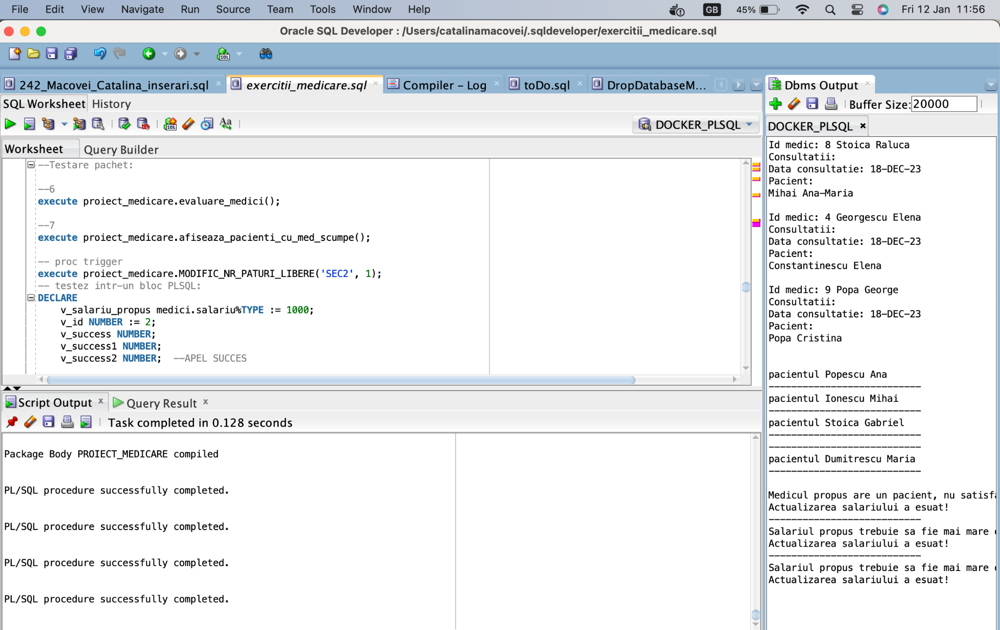 File Edit View Navigate Run Source Team Tools Window Help GB 45% Fri 12 Jan 11:56
Oracle SQL Developer : /Users/catalinamacovei/.sqldeveloper/exercitii_medicare.sql
242_Macovei_Catalina_inserari.sql exercitii_medicare.sql Compiler – Log toDo.sql DropDatabaseM...
SQL Worksheet History
DOCKER_PLSQL
Worksheet Query Builder
--Testare pachet:
--6
execute proiect_medicare.evaluare_medici();
--7
execute proiect_medicare.afiseaza_pacienti_cu_med_scumpe();
-- proc trigger
execute proiect_medicare.MODIFIC_NR_PATURI_LIBERE('SEC2', 1);
-- testez intr-un bloc PLSQL:
DECLARE
v_salariu_propus medici.salariu%TYPE := 1000;
v_id NUMBER := 2;
v_success NUMBER;
v_success1 NUMBER;
v_success2 NUMBER; --APEL SUCCES
Script Output Query Result
Task completed in 0.128 seconds
Package Body PROIECT_MEDICARE compiled
PL/SQL procedure successfully completed.
PL/SQL procedure successfully completed.
PL/SQL procedure successfully completed.
PL/SQL procedure successfully completed.
Dbms Output
Buffer Size: 20000
DOCKER_PLSQL
Id medic: 8 Stoica Raluca
Consultatii:
Data consultatie: 18-DEC-23
Pacient:
Mihai Ana-Maria
Id medic: 4 Georgescu Elena
Consultatii:
Data consultatie: 18-DEC-23
Pacient:
Constantinescu Elena
Id medic: 9 Popa George
Consultatii:
Data consultatie: 18-DEC-23
Pacient:
Popa Cristina
pacientul Popescu Ana
---------------------------
pacientul Ionescu Mihai
---------------------------
pacientul Stoica Gabriel
---------------------------
---------------------------
pacientul Dumitrescu Maria
---------------------------
Medicul propus are un pacient, nu satisf
Actualizarea salariului a esuat!
---------------------------
Salariul propus trebuie sa fie mai mare
Actualizarea salariului a esuat!
---------------------------
Salariul propus trebuie sa fie mai mare
Actualizarea salariului a esuat!